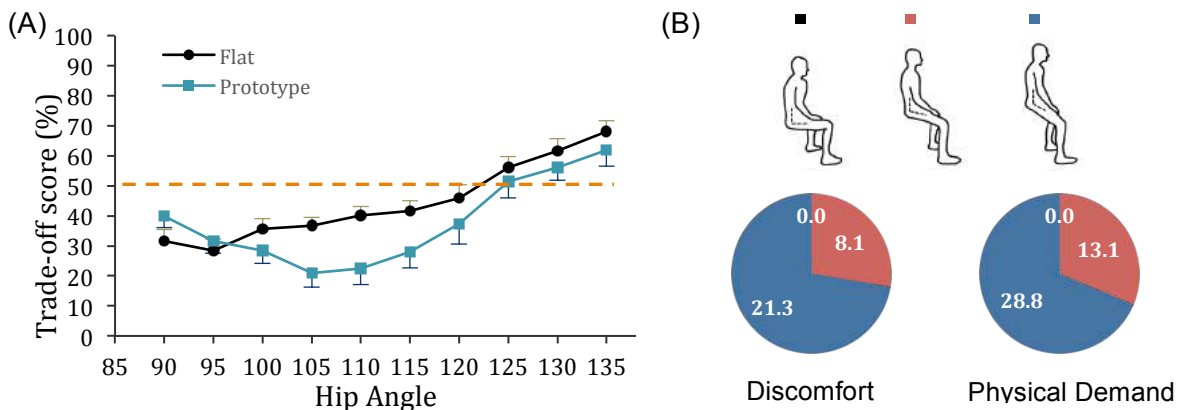 (A)
100
90
80
70
60
50
40
30
20
10
0
Trade-off score (%)
Flat
Prototype
85 90 95 100 105 110 115 120 125 130 135
Hip Angle
(B)
0.0
8.1
21.3
Discomfort
0.0
13.1
28.8
Physical Demand